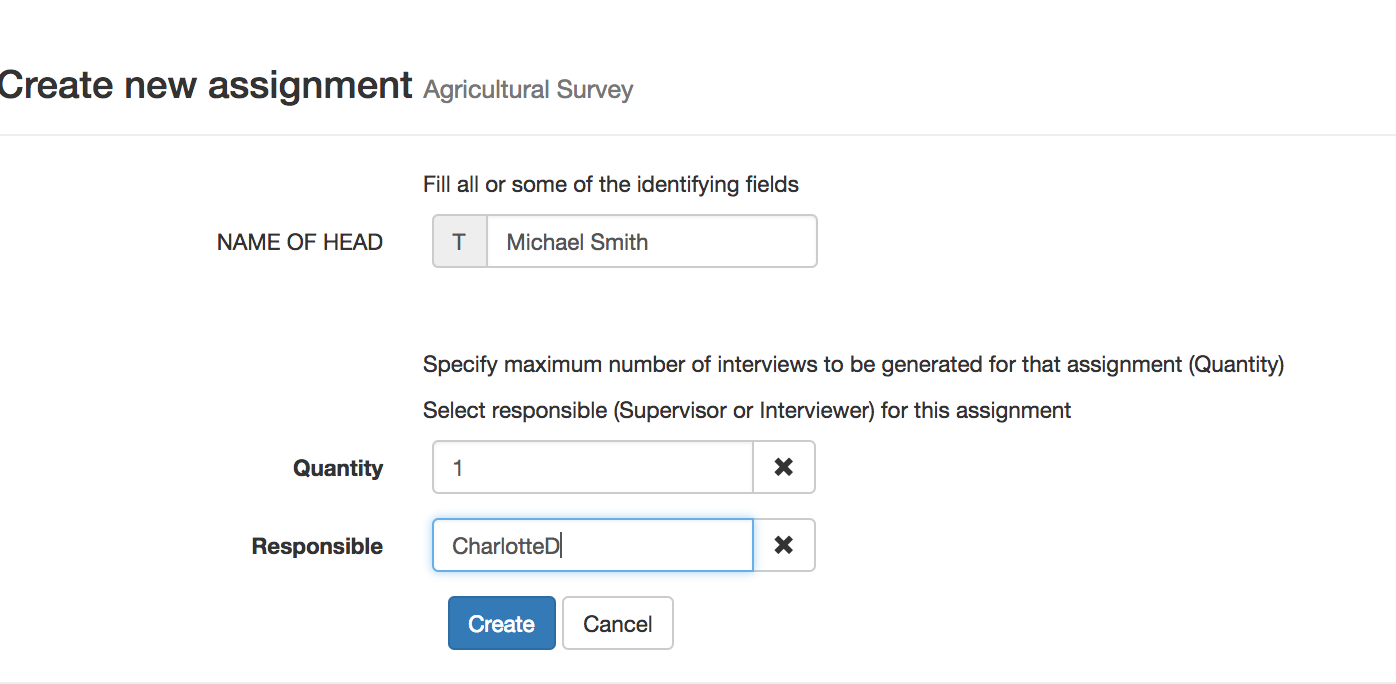 Create new assignment Agricultural Survey
Fill all or some of the identifying fields
NAME OF HEAD T Michael Smith
Specify maximum number of interviews to be generated for that assignment (Quantity)
Select responsible (Supervisor or Interviewer) for this assignment
Quantity 1 ✖
Responsible CharlotteD ✖
Create Cancel